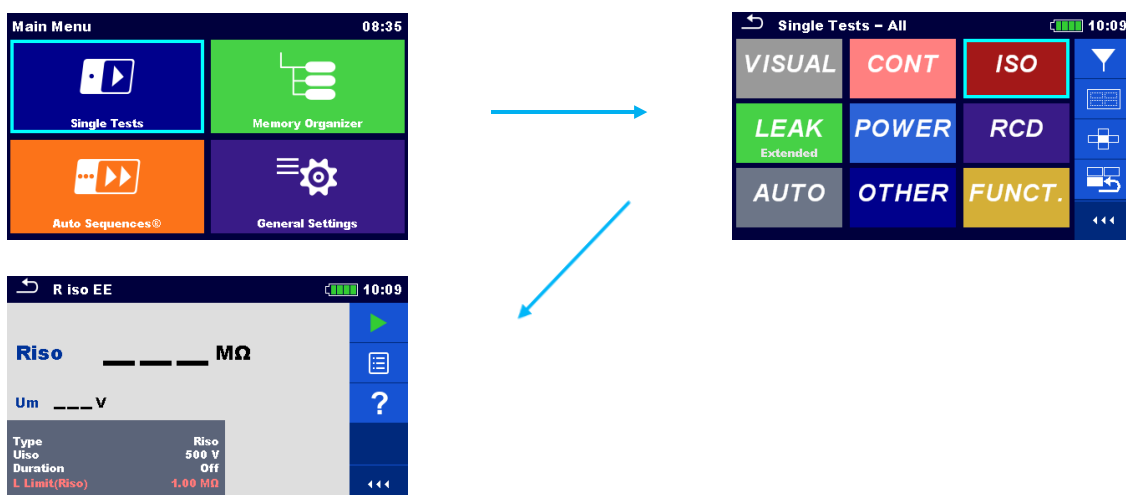 Main Menu 08:35
Single Tests
Memory Organizer
Auto Sequences®
General Settings
Single Tests – All 10:09
VISUAL CONT ISO
LEAK POWER RCD
Extended
AUTO OTHER FUNCT.
R iso EE 10:09
Riso ___ MΩ
Um ___ V
?
Type Riso
Uiso 500 V
Duration Off
L Limit(Riso) 1.00 MΩ